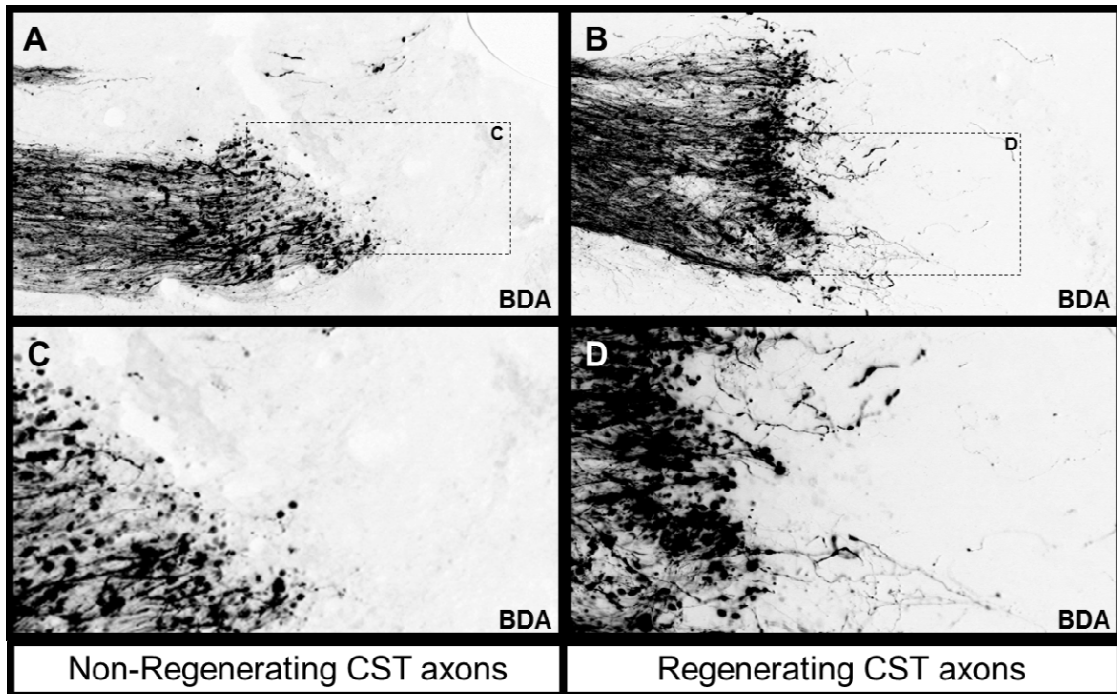 A
C
BDA
B
D
BDA
C
BDA
D
BDA
Non-Regenerating CST axons
Regenerating CST axons